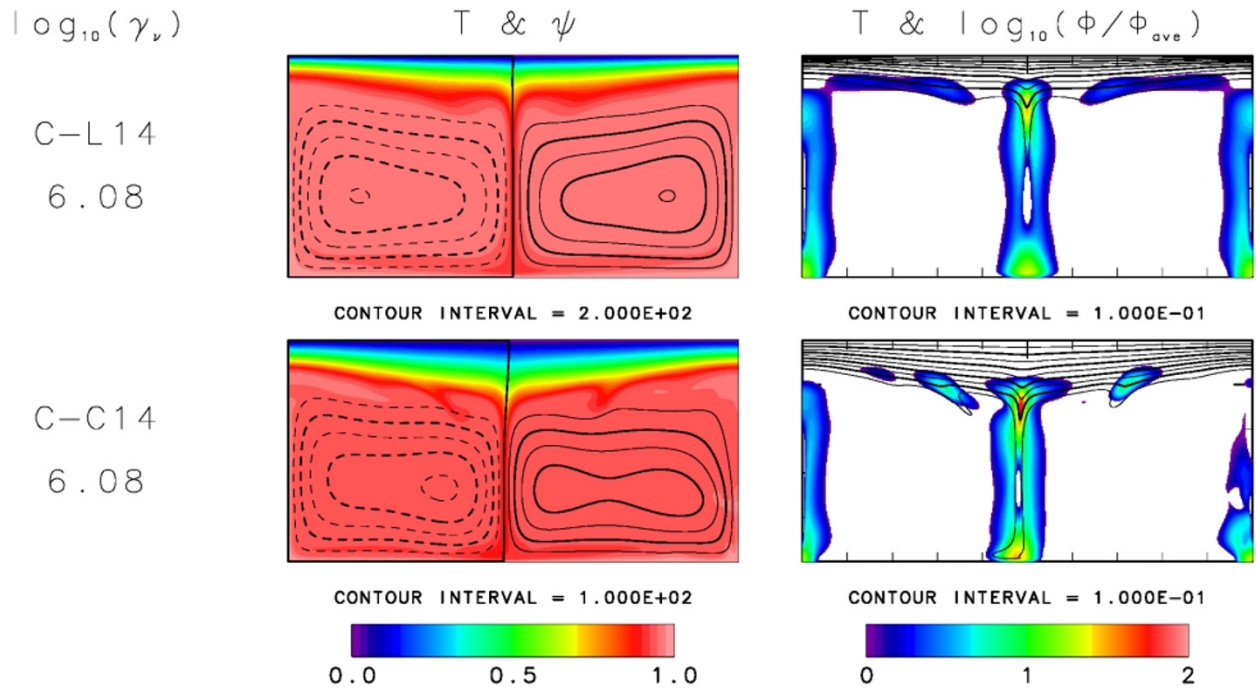 log₁₀(γᵥ) T & ψ T & log₁₀(Φ/Φₐᵥₑ)
C-L14
6.08
CONTOUR INTERVAL = 2.000E+02 CONTOUR INTERVAL = 1.000E-01
C-C14
6.08
CONTOUR INTERVAL = 1.000E+02 CONTOUR INTERVAL = 1.000E-01
0.0 0.5 1.0 0 1 2